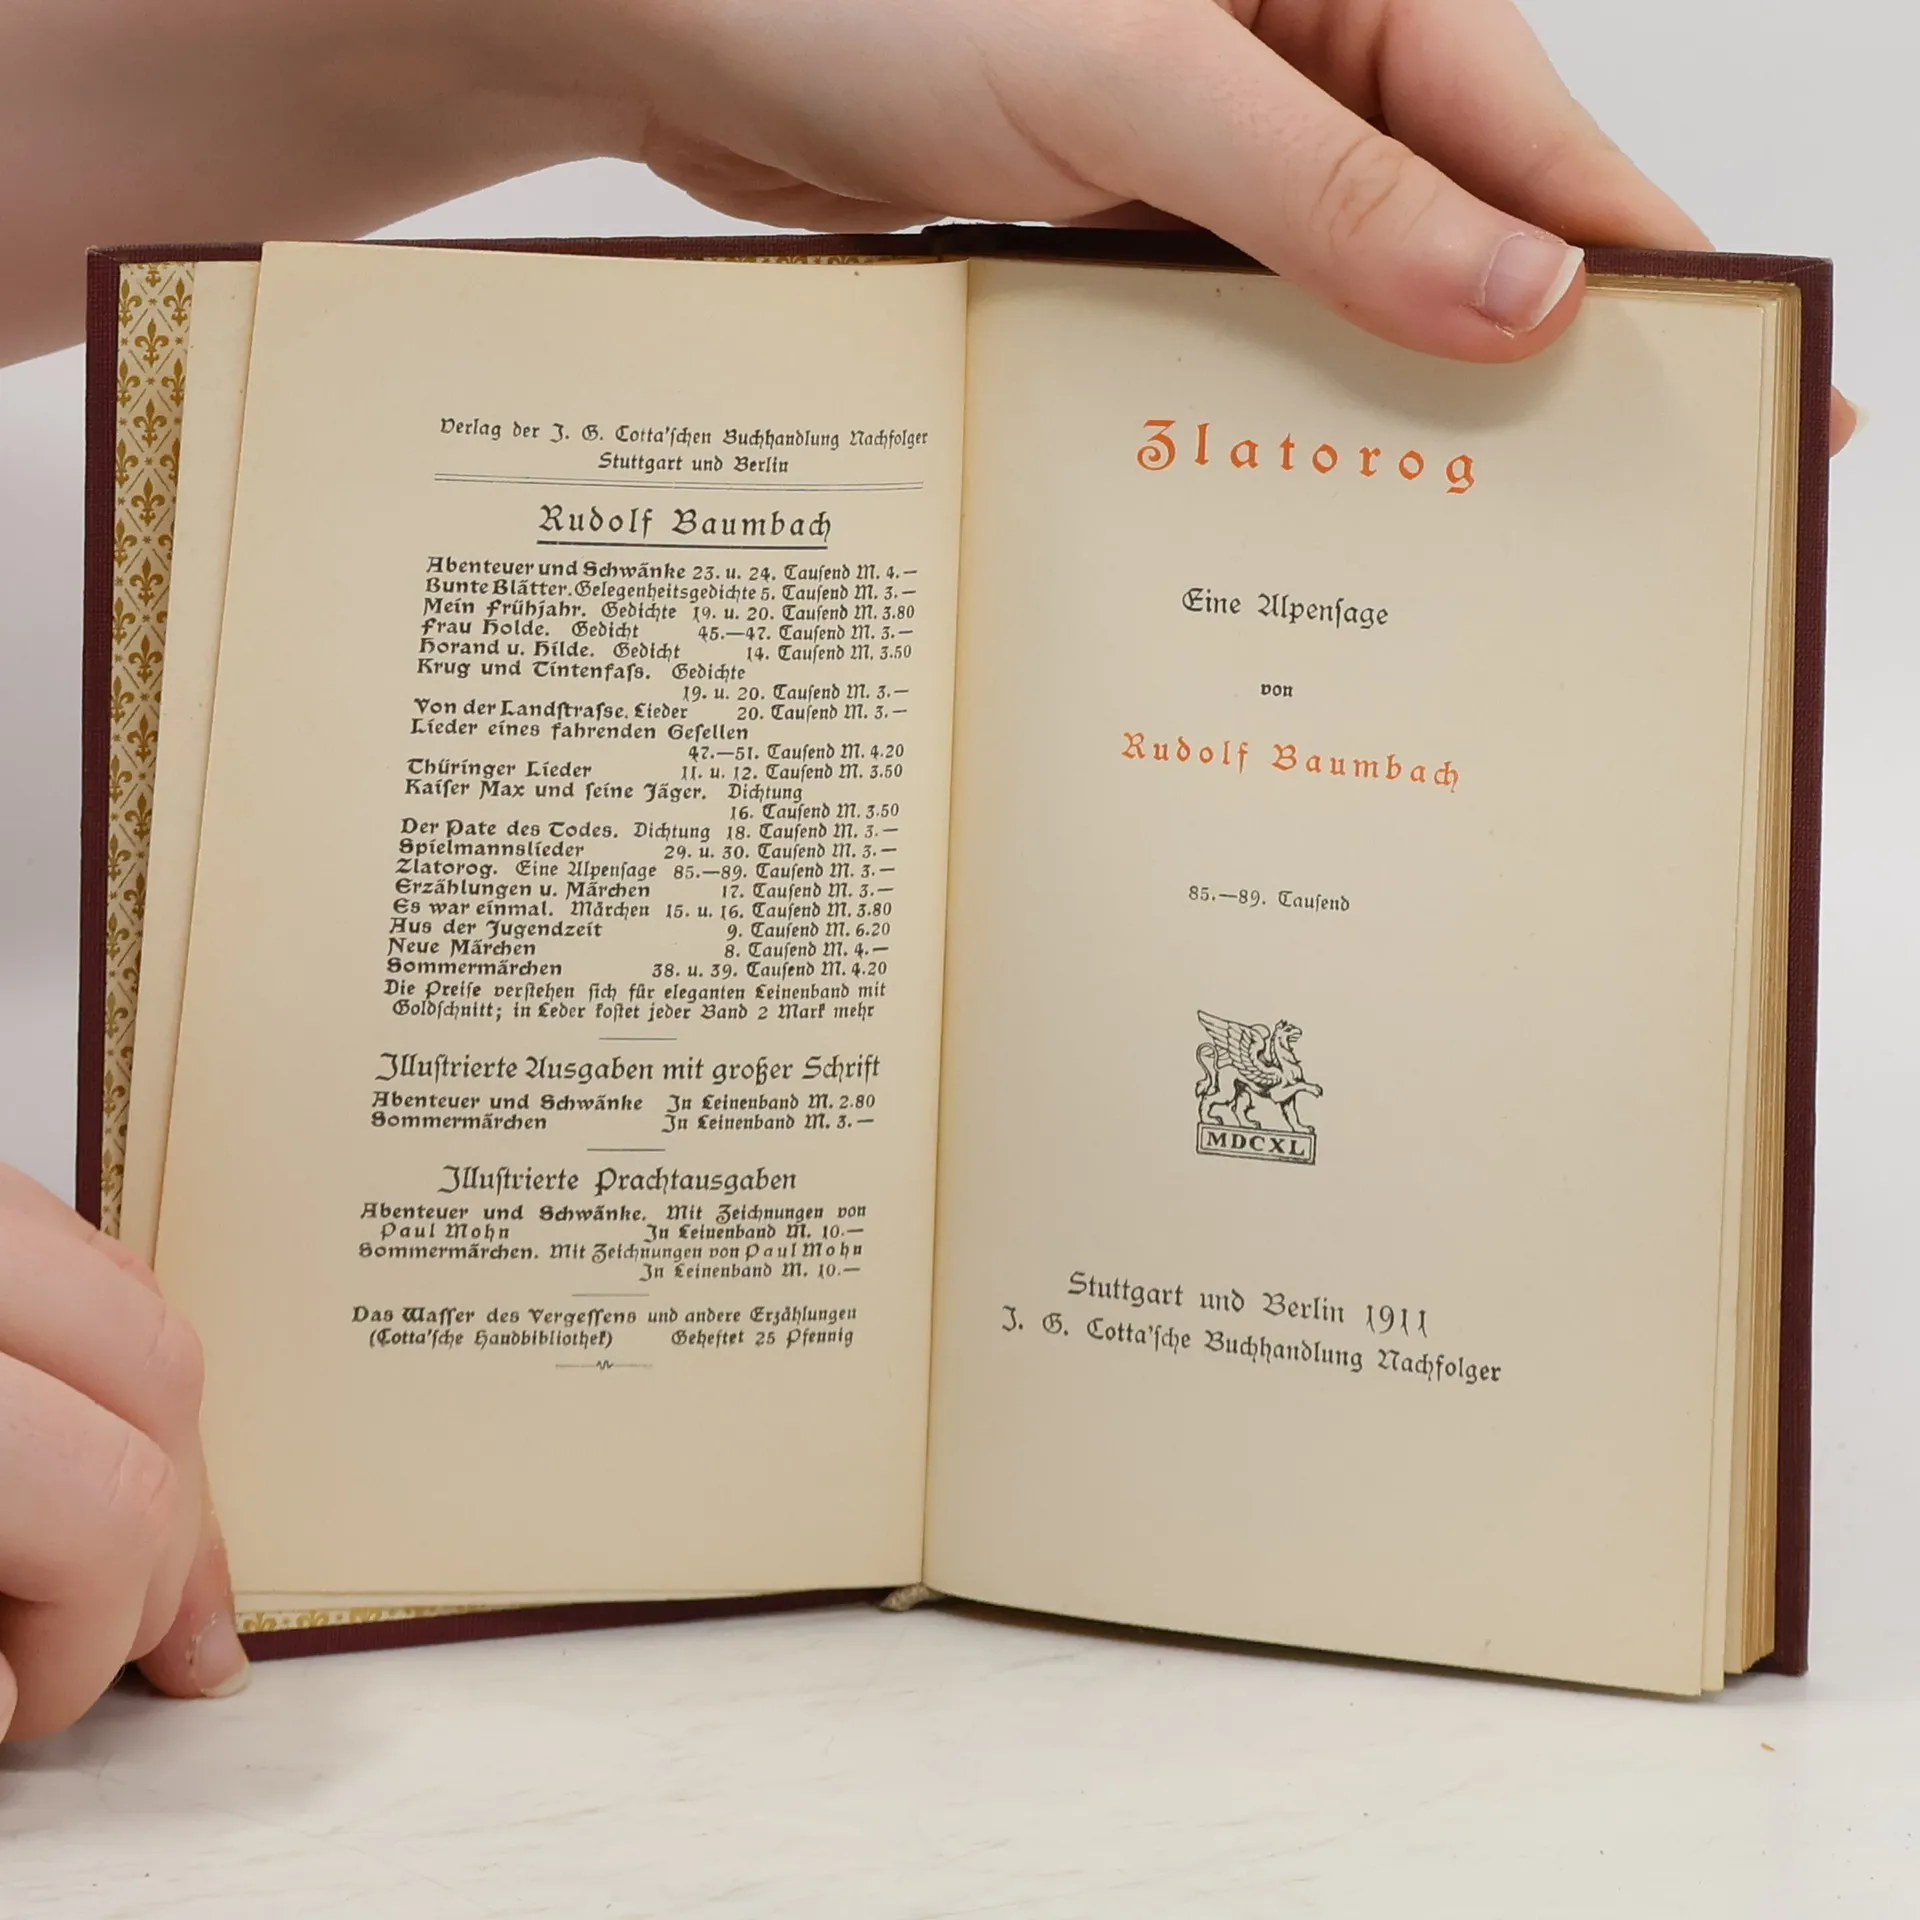 Verlag der J. G. Cotta'ſchen Buchhandlung Nachfolger
Stuttgart und Berlin
Rudolf Baumbach
Abenteuer und Schwänke 23. u. 24. Tauſend M. 4.—
Bunte Blätter. Gelegenheitsgedichte 5. Tauſend M. 3.—
Mein Frühjahr. Gedichte 19. u. 20. Tauſend M. 3.80
Frau Holde. Gedicht 45.—47. Tauſend M. 3.—
Horand u. Hilde. Gedicht 14. Tauſend M. 3.50
Krug und Tintenfaſs. Gedichte
19. u. 20. Tauſend M. 3.—
Von der Landſtraſse. Lieder 20. Tauſend M. 3.—
Lieder eines fahrenden Geſellen
47.—51. Tauſend M. 4.20
Thüringer Lieder 11. u. 12. Tauſend M. 3.50
Kaiſer Max und ſeine Jäger. Dichtung
16. Tauſend M. 3.50
Der Pate des Todes. Dichtung 18. Tauſend M. 3.—
Spielmannslieder 29. u. 30. Tauſend M. 3.—
Zlatorog. Eine Alpenſage 85.—89. Tauſend M. 3.—
Erzählungen u. Märchen 17. Tauſend M. 3.—
Es war einmal. Märchen 15. u. 16. Tauſend M. 3.80
Aus der Jugendzeit 9. Tauſend M. 6.20
Neue Märchen 8. Tauſend M. 4.—
Sommermärchen 38. u. 39. Tauſend M. 4.20
Die Preiſe verſtehen ſich für eleganten Leinenband mit
Goldſchnitt; in Leder koſtet jeder Band 2 Mark mehr
Illuſtrierte Ausgaben mit großer Schrift
Abenteuer und Schwänke In Leinenband M. 2.80
Sommermärchen In Leinenband M. 3.—
Illuſtrierte Prachtausgaben
Abenteuer und Schwänke. Mit Zeichnungen von
Paul Mohn In Leinenband M. 10.—
Sommermärchen. Mit Zeichnungen von Paul Mohn
In Leinenband M. 10.—
Das Waſſer des Vergeſſens und andere Erzählungen
(Cotta'ſche Handbibliothek) Geheftet 25 Pfennig
Zlatorog
Eine Alpenſage
von
Rudolf Baumbach
85.—89. Tauſend
MDCXL
Stuttgart und Berlin 1911
J. G. Cotta'ſche Buchhandlung Nachfolger